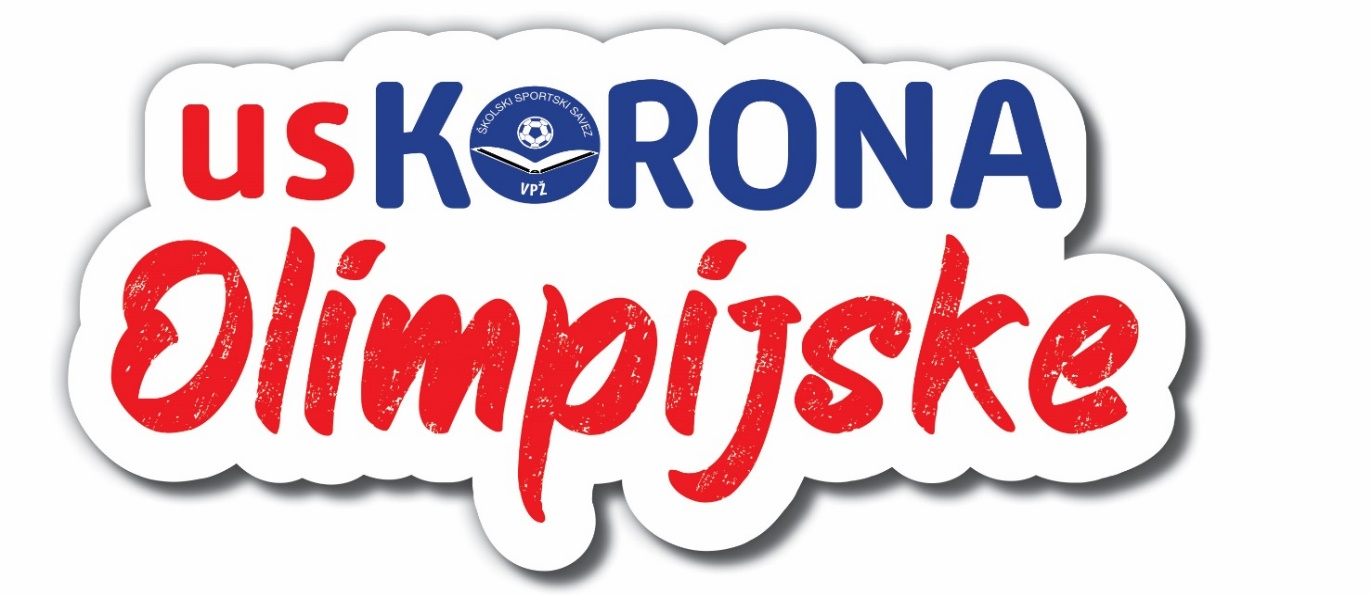 usKORONA
ŠKOLSKI SPORTSKI SAVEZ
VPŽ
Olimpijske